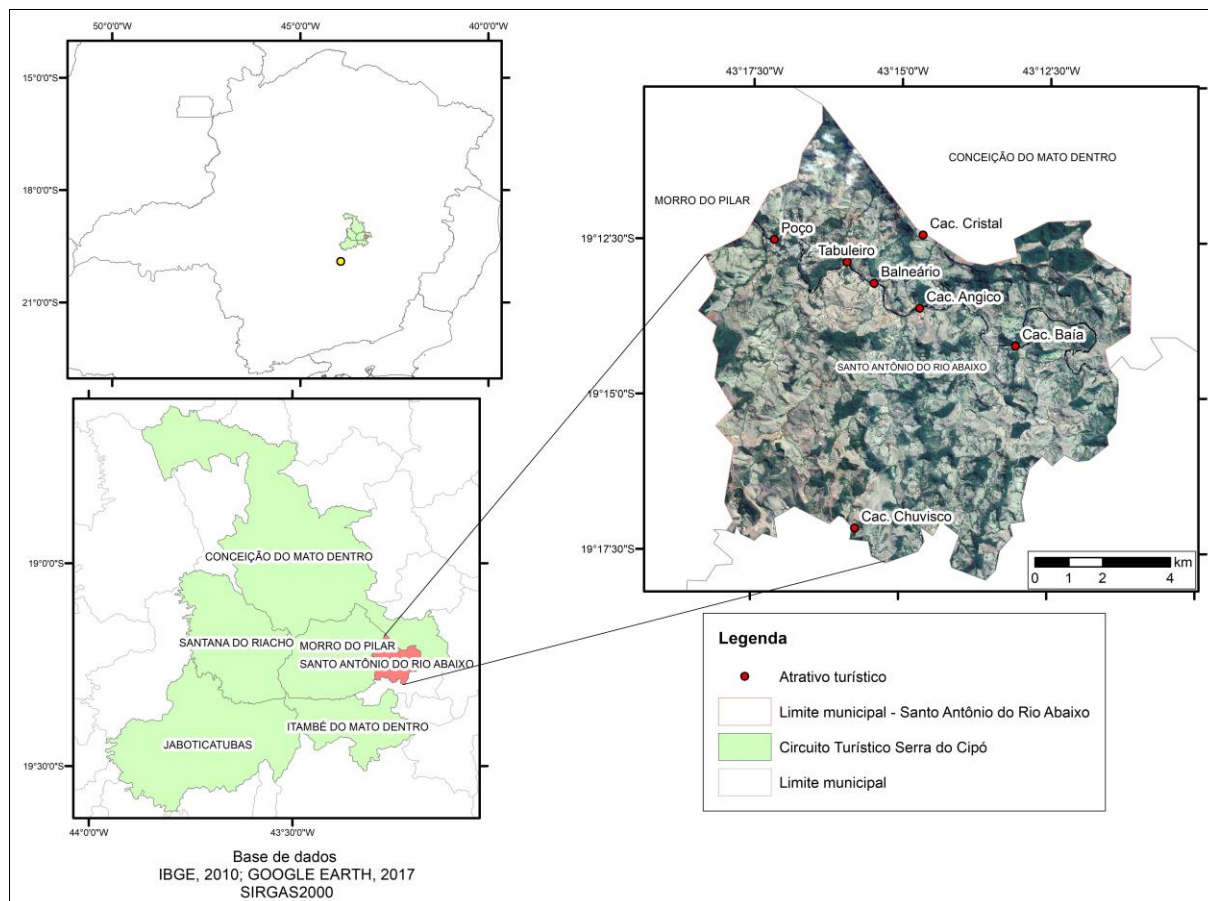 50°0'0"W
45°0'0"W
40°0'0"W
15°0'0"S
18°0'0"S
21°0'0"S
43°17'30"W
43°15'0"W
43°12'30"W
CONCEIÇÃO DO MATO DENTRO
MORRO DO PILAR
Cac. Cristal
19°12'30"S
Poço
Tabuleiro
Balneário
Cac. Angico
Cac. Baía
SANTO ANTÔNIO DO RIO ABAIXO
19°15'0"S
Cac. Chuvisco
19°17'30"S
km
0 1 2 4
CONCEIÇÃO DO MATO DENTRO
19°0'0"S
SANTANA DO RIACHO
MORRO DO PILAR
SANTO ANTÔNIO DO RIO ABAIXO
ITAMBÉ DO MATO DENTRO
JABOTICATUBAS
19°30'0"S
44°0'0"W
43°30'0"W
Base de dados
IBGE, 2010; GOOGLE EARTH, 2017
SIRGAS2000
Legenda
Atrativo turístico
Limite municipal - Santo Antônio do Rio Abaixo
Circuito Turístico Serra do Cipó
Limite municipal